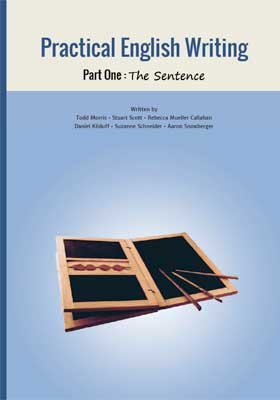 Practical English Writing
Part One : The Sentence
Written by
Todd Morris • Stuart Scott • Rebecca Mueller Callahan
Daniel Kilduff • Suzanne Schneider • Aaron Snowberger